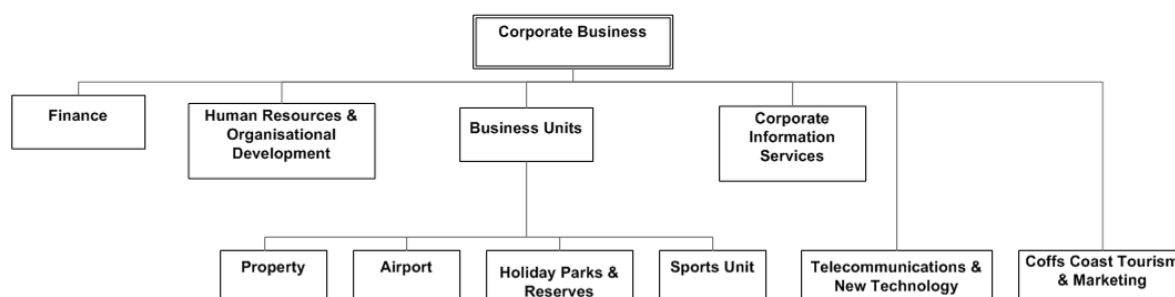 Corporate Business
Finance
Human Resources &
Organisational
Development
Business Units
Corporate
Information
Services
Property
Airport
Holiday Parks &
Reserves
Sports Unit
Telecommunications &
New Technology
Coffs Coast Tourism
& Marketing